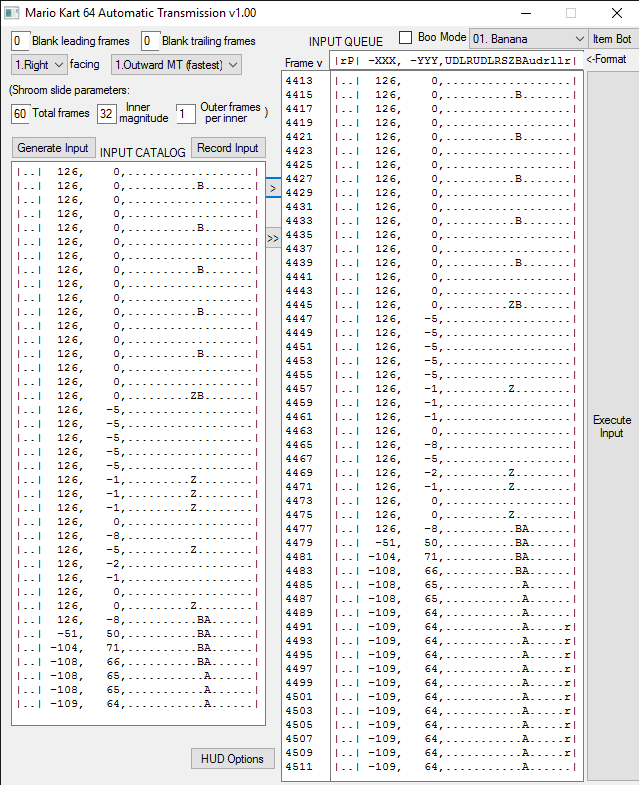 Mario Kart 64 Automatic Transmission v1.00
0 Blank leading frames 0 Blank trailing frames
1.Right facing 1.Outward MT (fastest)
(Shroom slide parameters:
60 Total frames 32 Inner magnitude 1 Outer frames per inner )
Generate Input INPUT CATALOG Record Input
|..|  126,    0,..................|
|..|  126,    0,..........B.......|
|..|  126,    0,..................|
|..|  126,    0,..................|
|..|  126,    0,..........B.......|
|..|  126,    0,..................|
|..|  126,    0,..................|
|..|  126,    0,..........B.......|
|..|  126,    0,..................|
|..|  126,    0,..................|
|..|  126,    0,..........B.......|
|..|  126,    0,..................|
|..|  126,    0,..................|
|..|  126,    0,..........B.......|
|..|  126,    0,..................|
|..|  126,    0,..................|
|..|  126,    0,.........ZB.......|
|..|  126,   -5,..................|
|..|  126,   -5,..................|
|..|  126,   -5,..................|
|..|  126,   -5,..................|
|..|  126,   -5,..................|
|..|  126,   -1,.........Z........|
|..|  126,   -1,.........Z........|
|..|  126,   -1,.........Z........|
|..|  126,    0,..................|
|..|  126,   -8,..................|
|..|  126,   -5,.........Z........|
|..|  126,   -2,..................|
|..|  126,   -1,..................|
|..|  126,    0,..................|
|..|  126,    0,.........Z........|
|..|  126,   -8,..........BA......|
|..|  -51,   50,..........BA......|
|..| -104,   71,..........BA......|
|..| -108,   66,..........BA......|
|..| -108,   65,...........A......|
|..| -108,   65,...........A......|
|..| -109,   64,...........A......|
HUD Options
>
>>
INPUT QUEUE Boo Mode 01. Banana Item Bot
Frame v |rP| -XXX, -YYY,UDLRUDLRSZBAudrllr| <-Format
4413 |..|  126,    0,..................|
4415 |..|  126,    0,..........B.......|
4417 |..|  126,    0,..................|
4419 |..|  126,    0,..................|
4421 |..|  126,    0,..........B.......|
4423 |..|  126,    0,..................|
4425 |..|  126,    0,..................|
4427 |..|  126,    0,..........B.......|
4429 |..|  126,    0,..................|
4431 |..|  126,    0,..................|
4433 |..|  126,    0,..........B.......|
4435 |..|  126,    0,..................|
4437 |..|  126,    0,..................|
4439 |..|  126,    0,..........B.......|
4441 |..|  126,    0,..................|
4443 |..|  126,    0,..................|
4445 |..|  126,    0,.........ZB.......|
4447 |..|  126,   -5,..................|
4449 |..|  126,   -5,..................|
4451 |..|  126,   -5,..................|
4453 |..|  126,   -5,..................|
4455 |..|  126,   -5,..................|
4457 |..|  126,   -1,.........Z........|
4459 |..|  126,   -1,..................|
4461 |..|  126,   -1,..................|
4463 |..|  126,    0,..................|
4465 |..|  126,   -8,..................|
4467 |..|  126,   -5,..................|
4469 |..|  126,   -2,.........Z........|
4471 |..|  126,   -1,.........Z........|
4473 |..|  126,    0,..................|
4475 |..|  126,    0,.........Z........|
4477 |..|  126,   -8,..........BA......|
4479 |..|  -51,   50,..........BA......|
4481 |..| -104,   71,..........BA......|
4483 |..| -108,   66,..........BA......|
4485 |..| -108,   65,...........A......|
4487 |..| -108,   65,...........A......|
4489 |..| -109,   64,...........A......|
4491 |..| -109,   64,...........A.....r|
4493 |..| -109,   64,...........A.....r|
4495 |..| -109,   64,...........A.....r|
4497 |..| -109,   64,...........A.....r|
4499 |..| -109,   64,...........A.....r|
4501 |..| -109,   64,...........A.....r|
4503 |..| -109,   64,...........A.....r|
4505 |..| -109,   64,...........A.....r|
4507 |..| -109,   64,...........A.....r|
4509 |..| -109,   64,...........A.....r|
4511 |..| -109,   64,...........A......|
Execute
Input